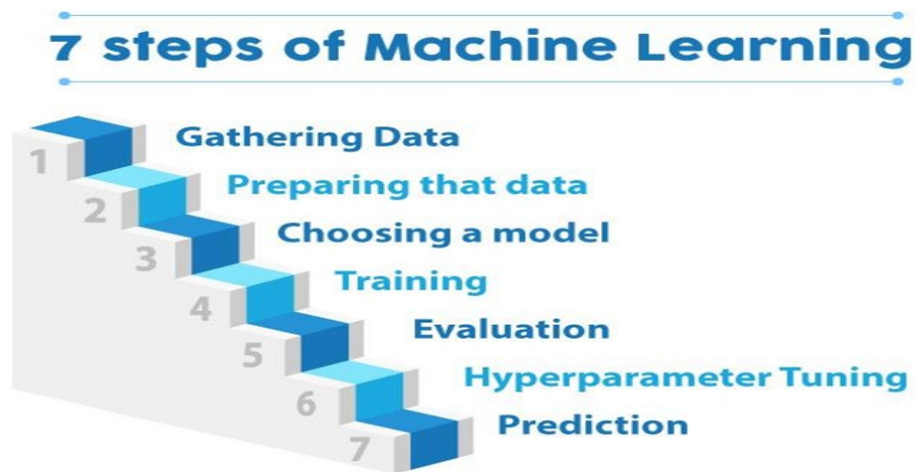 7 steps of Machine Learning
1 Gathering Data
2 Preparing that data
3 Choosing a model
4 Training
5 Evaluation
6 Hyperparameter Tuning
7 Prediction